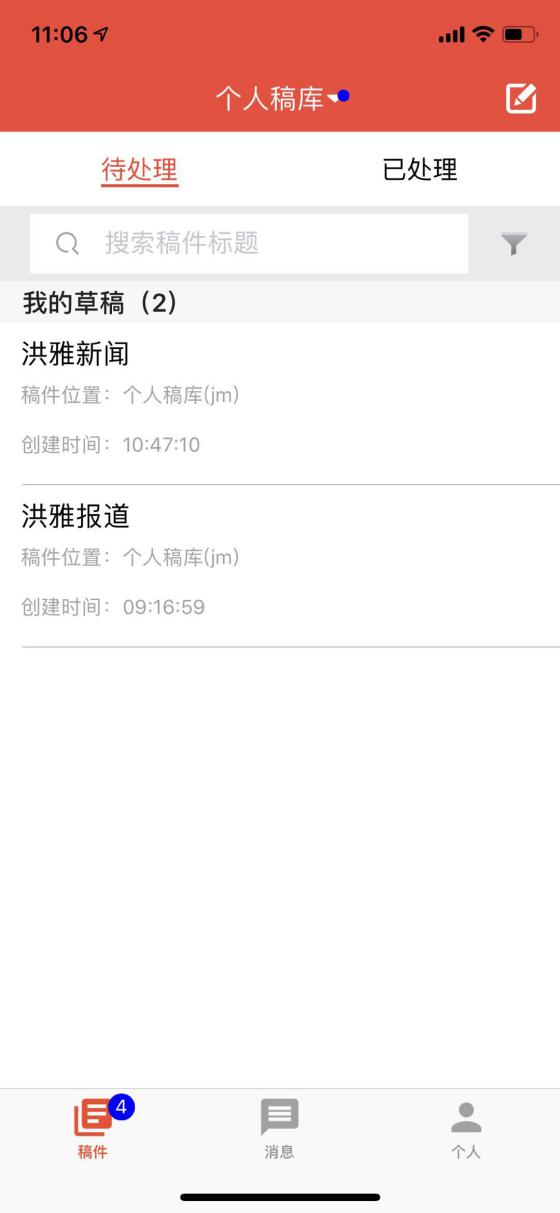 11:06
个人稿库
待处理 已处理
搜索稿件标题
我的草稿（2）
洪雅新闻
稿件位置：个人稿库(jm)
创建时间：10:47:10
洪雅报道
稿件位置：个人稿库(jm)
创建时间：09:16:59
4
稿件 消息 个人